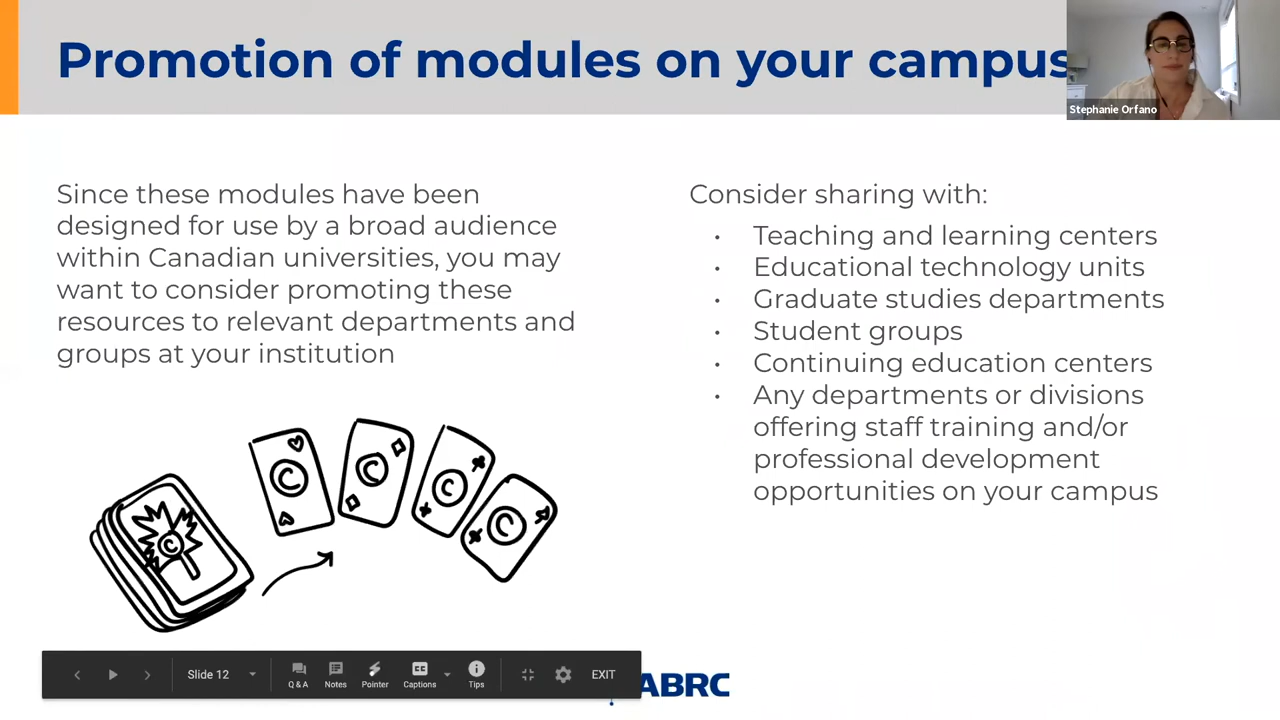 Promotion of modules on your campus
Stephanie Orfano
Since these modules have been
designed for use by a broad audience
within Canadian universities, you may
want to consider promoting these
resources to relevant departments and
groups at your institution
Consider sharing with:
• Teaching and learning centers
• Educational technology units
• Graduate studies departments
• Student groups
• Continuing education centers
• Any departments or divisions
offering staff training and/or
professional development
opportunities on your campus
C
C
C
C
C
Slide 12
Q & A
Notes
Pointer
CC
Captions
Tips
EXIT
ABRC